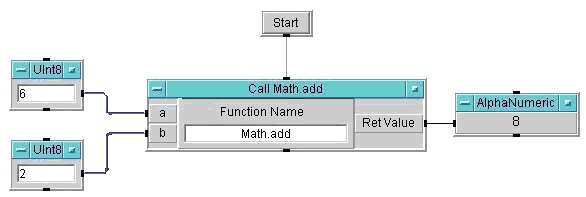 Start
UInt8
6
Call Math.add
a
Function Name
b
Math.add
Ret Value
AlphaNumeric
8
UInt8
2